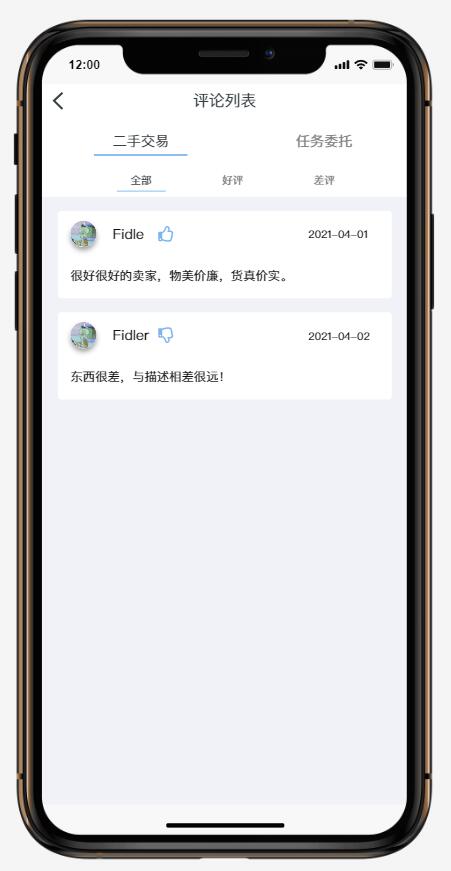 12:00
评论列表
二手交易 任务委托
全部 好评 差评
Fidle 2021-04-01
很好很好的卖家，物美价廉，货真价实。
Fidler 2021-04-02
东西很差，与描述相差很远！